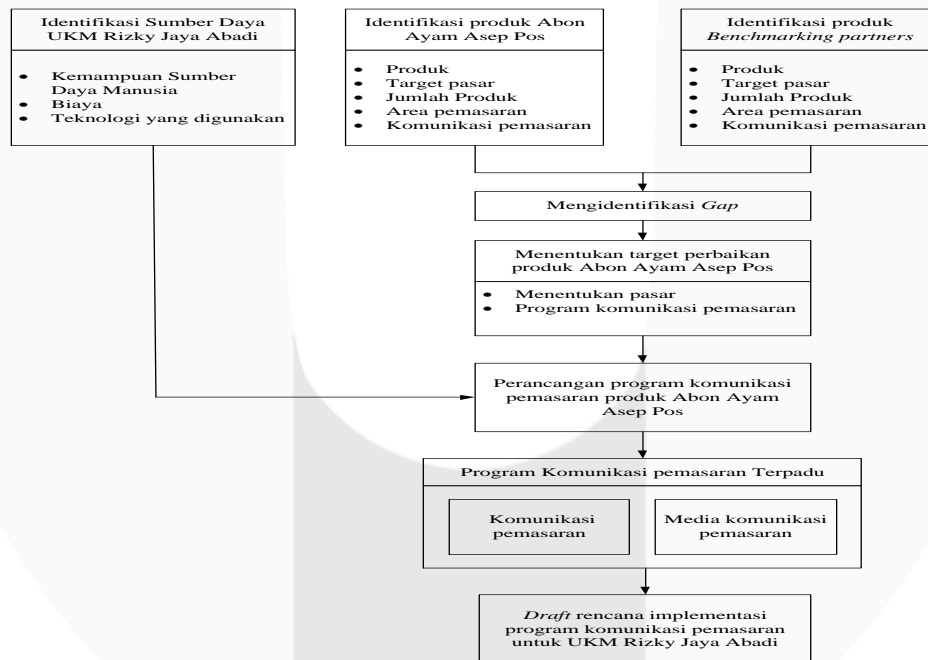 Identifikasi Sumber Daya
UKM Rizky Jaya Abadi
• Kemampuan Sumber
Daya Manusia
• Biaya
• Teknologi yang digunakan
Identifikasi produk Abon
Ayam Asep Pos
• Produk
• Target pasar
• Jumlah Produk
• Area pemasaran
• Komunikasi pemasaran
Identifikasi produk
Benchmarking partners
• Produk
• Target pasar
• Jumlah Produk
• Area pemasaran
• Komunikasi pemasaran
Mengidentifikasi Gap
Menentukan target perbaikan
produk Abon Ayam Asep Pos
• Menentukan pasar
• Program komunikasi pemasaran
Perancangan program komunikasi
pemasaran produk Abon Ayam
Asep Pos
Program Komunikasi pemasaran Terpadu
Komunikasi
pemasaran
Media komunikasi
pemasaran
Draft rencana implementasi
program komunikasi pemasaran
untuk UKM Rizky Jaya Abadi